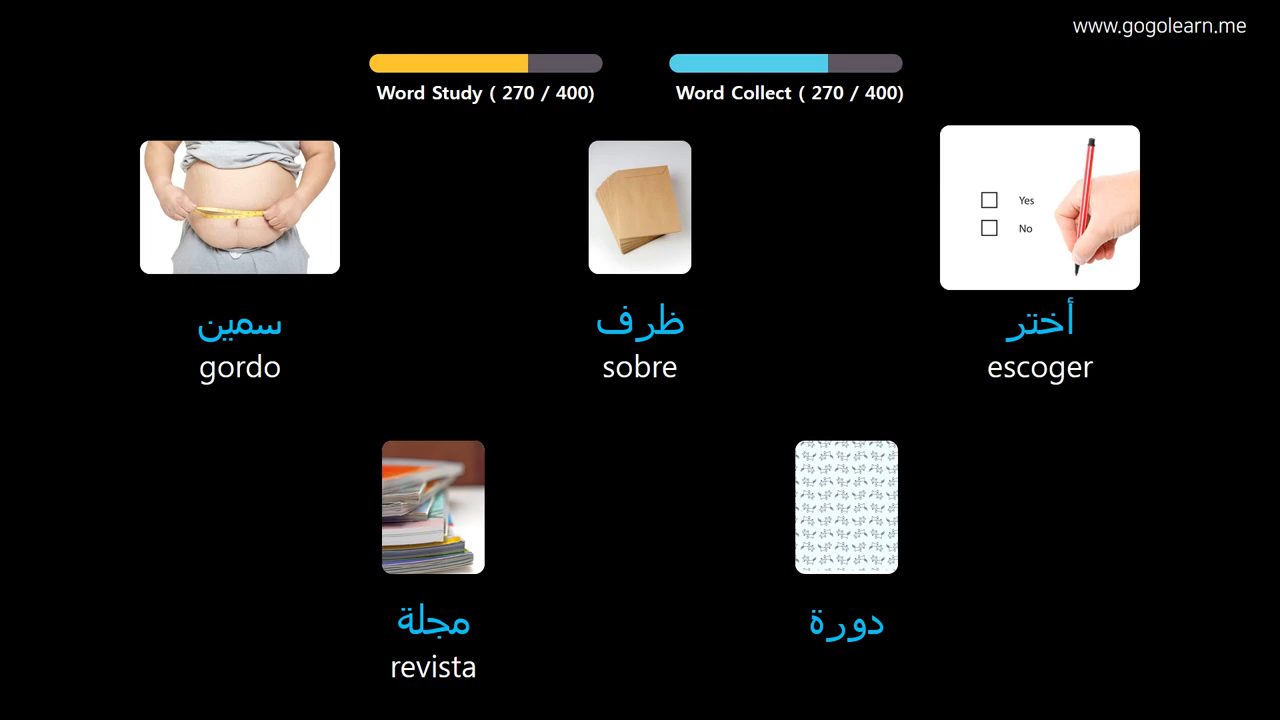 www.gogolearn.me
Word Study ( 270 / 400)
Word Collect ( 270 / 400)
Yes
No
سمين
gordo
ظرف
sobre
أختر
escoger
مجلة
revista
دورة